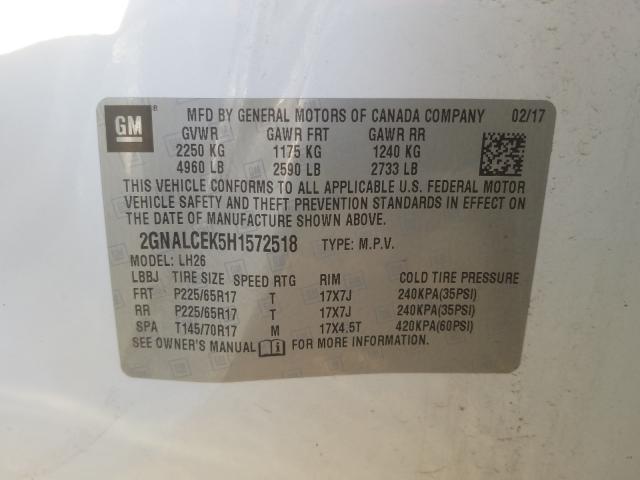 GM ® MFD BY GENERAL MOTORS OF CANADA COMPANY 02/17
GVWR GAWR FRT GAWR RR
2250 KG 1175 KG 1240 KG
4960 LB 2590 LB 2733 LB
THIS VEHICLE CONFORMS TO ALL APPLICABLE U.S. FEDERAL MOTOR
VEHICLE SAFETY AND THEFT PREVENTION STANDARDS IN EFFECT ON
THE DATE OF MANUFACTURE SHOWN ABOVE.
2GNALCEK5H1572518 TYPE: M.P.V.
MODEL: LH26
LBBJ TIRE SIZE SPEED RTG RIM COLD TIRE PRESSURE
FRT P225/65R17 T 17X7J 240KPA(35PSI)
RR P225/65R17 T 17X7J 240KPA(35PSI)
SPA T145/70R17 M 17X4.5T 420KPA(60PSI)
SEE OWNER'S MANUAL FOR MORE INFORMATION.